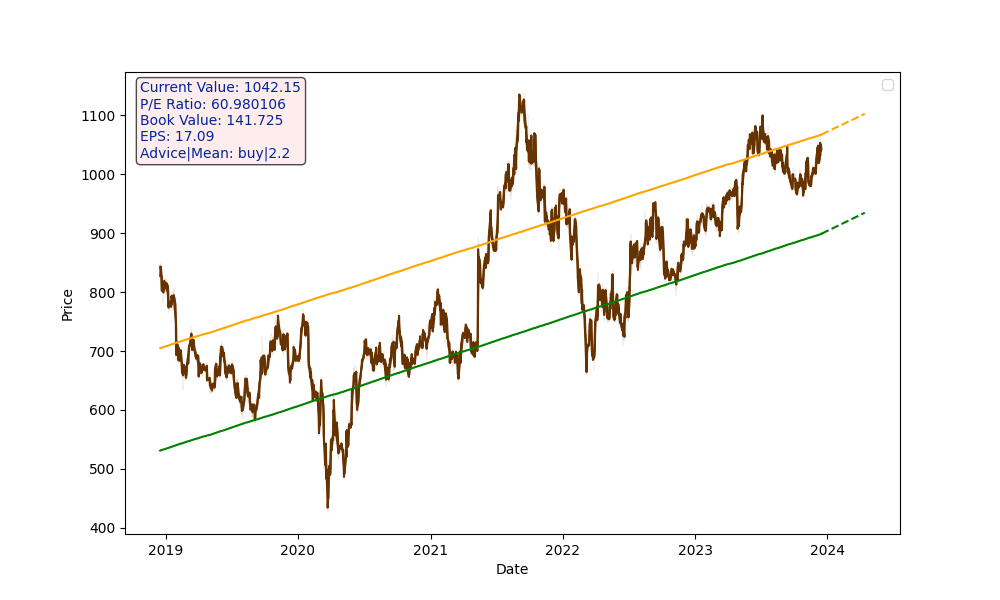 Current Value: 1042.15
P/E Ratio: 60.980106
Book Value: 141.725
EPS: 17.09
Advice|Mean: buy|2.2
Price
1100
1000
900
800
700
600
500
400
2019 2020 2021 2022 2023 2024
Date